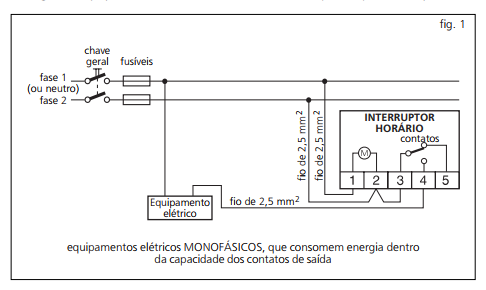 fig. 1
chave
geral
fusíveis
fase 1
(ou neutro)
fase 2
fio de 2,5 mm²
fio de 2,5 mm²
INTERRUPTOR
HORÁRIO
contatos
M
1 2 3 4 5
Equipamento
elétrico
fio de 2,5 mm²
equipamentos elétricos MONOFÁSICOS, que consomem energia dentro
da capacidade dos contatos de saída